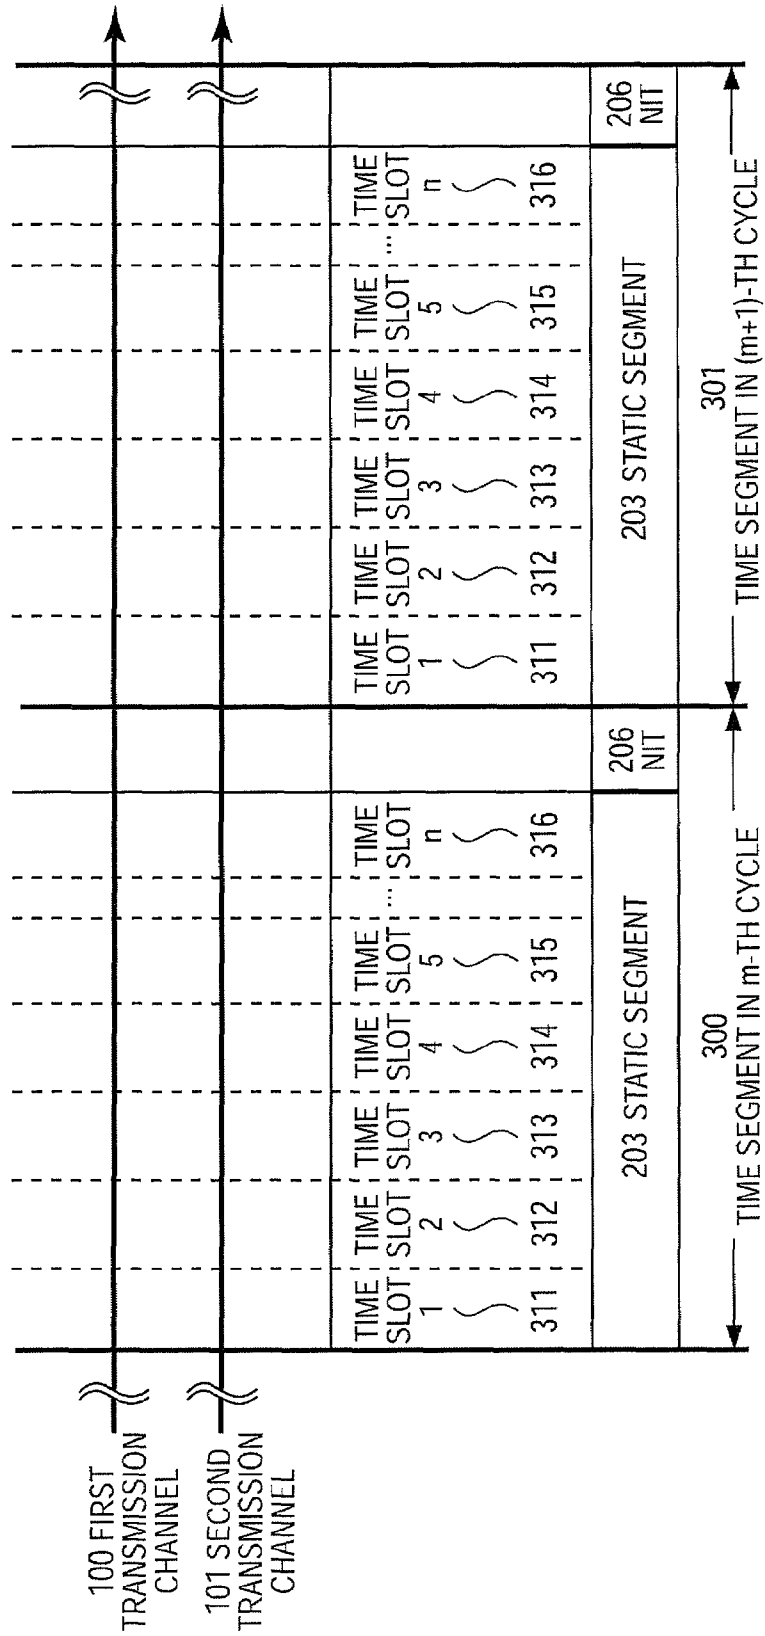 100 FIRST
TRANSMISSION
CHANNEL
101 SECOND
TRANSMISSION
CHANNEL
TIME
SLOT
1
311
TIME
SLOT
2
312
TIME
SLOT
3
313
TIME
SLOT
4
314
TIME
SLOT
5
315
...
TIME
SLOT
n
316
TIME
SLOT
1
311
TIME
SLOT
2
312
TIME
SLOT
3
313
TIME
SLOT
4
314
TIME
SLOT
5
315
...
TIME
SLOT
n
316
203 STATIC SEGMENT
206
NIT
203 STATIC SEGMENT
206
NIT
300
TIME SEGMENT IN m-TH CYCLE
301
TIME SEGMENT IN (m+1)-TH CYCLE